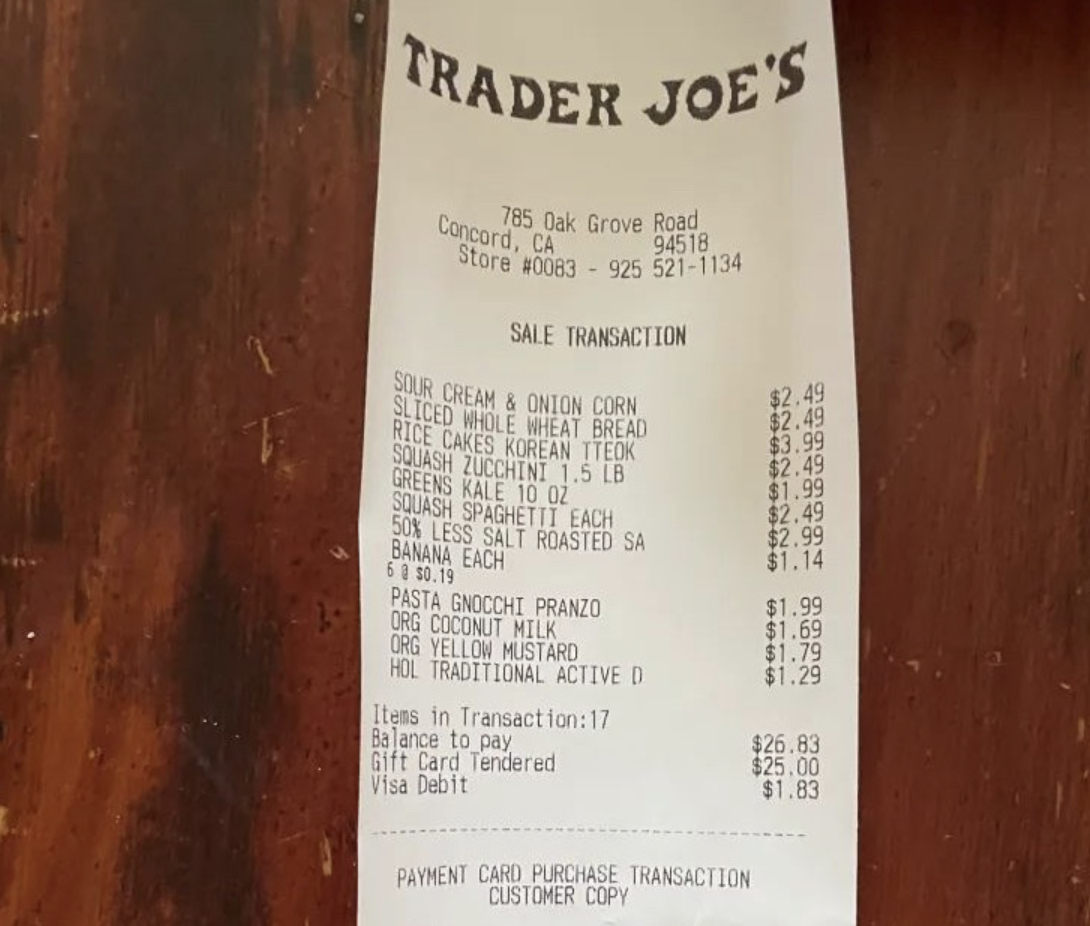 TRADER JOE'S
785 Oak Grove Road
Concord, CA 94518
Store #0083 - 925 521-1134
SALE TRANSACTION
SOUR CREAM & ONION CORN $2.49
SLICED WHOLE WHEAT BREAD $2.49
RICE CAKES KOREAN TTEOK $3.99
SQUASH ZUCCHINI 1.5 LB $2.49
GREENS KALE 10 OZ $1.99
SQUASH SPAGHETTI EACH $2.49
50% LESS SALT ROASTED SA $2.99
BANANA EACH $1.14
6 @ $0.19
PASTA GNOCCHI PRANZO $1.99
ORG COCONUT MILK $1.69
ORG YELLOW MUSTARD $1.79
HOL TRADITIONAL ACTIVE D $1.29
Items in Transaction:17
Balance to pay $26.83
Gift Card Tendered $25.00
Visa Debit $1.83
PAYMENT CARD PURCHASE TRANSACTION
CUSTOMER COPY